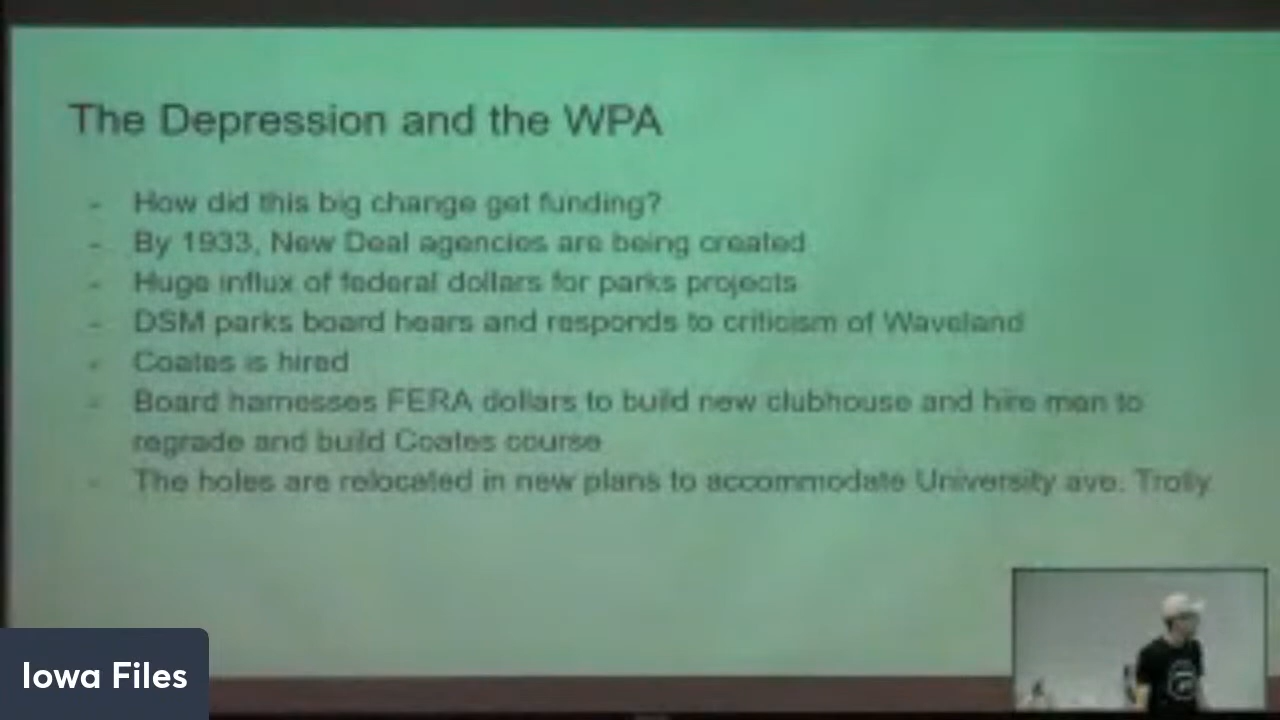 The Depression and the WPA
- How did this big change get funding?
- By 1933, New Deal agencies are being created
- Huge influx of federal dollars for parks projects
- DSM parks board hears and responds to criticism of Waveland
- Coates is hired
- Board harnesses FERA dollars to build new clubhouse and hire men to
regrade and build Coates course
- The holes are relocated in new plans to accommodate University ave. Trolly
Iowa Files